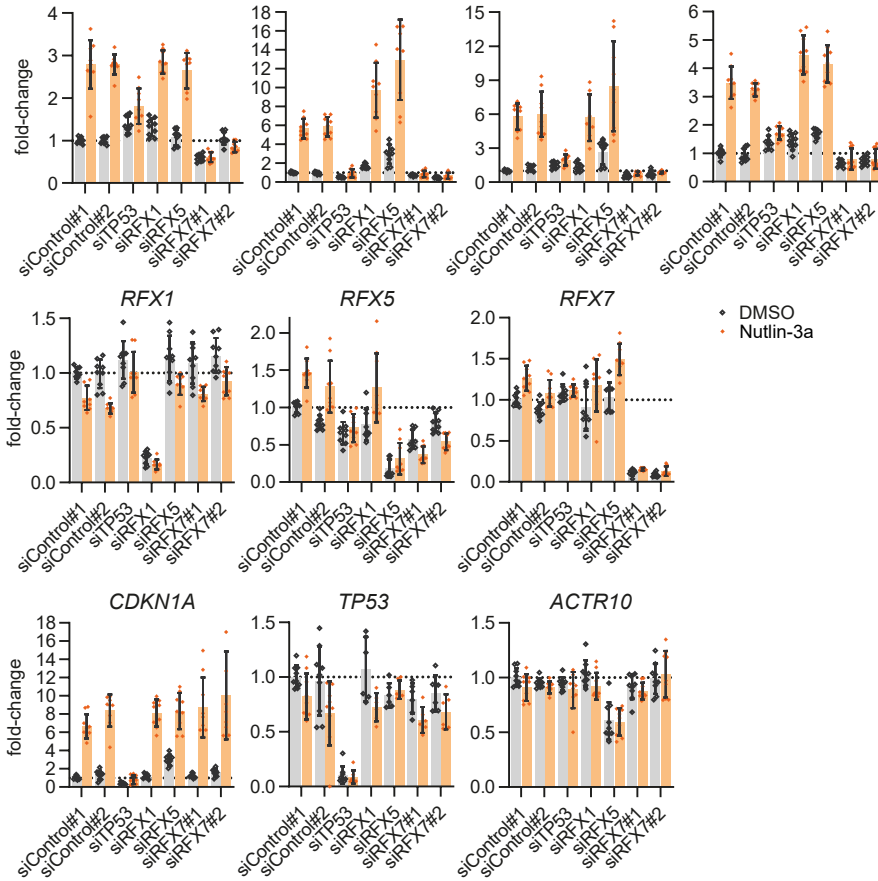 4
3
2
1
0
fold-change
18
16
14
12
10
8
6
4
2
0
15
12
9
6
3
0
6
5
4
3
2
1
0
siControl#1
siControl#2
siTP53
siRFX1
siRFX5
siRFX7#1
siRFX7#2
siControl#1
siControl#2
siTP53
siRFX1
siRFX5
siRFX7#1
siRFX7#2
siControl#1
siControl#2
siTP53
siRFX1
siRFX5
siRFX7#1
siRFX7#2
siControl#1
siControl#2
siTP53
siRFX1
siRFX5
siRFX7#1
siRFX7#2
RFX1
RFX5
RFX7
DMSO
Nutlin-3a
1.5
1.0
0.5
0.0
fold-change
2.0
1.5
1.0
0.5
0.0
2.0
1.5
1.0
0.5
0.0
siControl#1
siControl#2
siTP53
siRFX1
siRFX5
siRFX7#1
siRFX7#2
siControl#1
siControl#2
siTP53
siRFX1
siRFX5
siRFX7#1
siRFX7#2
siControl#1
siControl#2
siTP53
siRFX1
siRFX5
siRFX7#1
siRFX7#2
CDKN1A
TP53
ACTR10
18
16
14
12
10
8
6
4
2
0
fold-change
1.5
1.0
0.5
0.0
1.5
1.0
0.5
0.0
siControl#1
siControl#2
siTP53
siRFX1
siRFX5
siRFX7#1
siRFX7#2
siControl#1
siControl#2
siTP53
siRFX1
siRFX5
siRFX7#1
siRFX7#2
siControl#1
siControl#2
siTP53
siRFX1
siRFX5
siRFX7#1
siRFX7#2